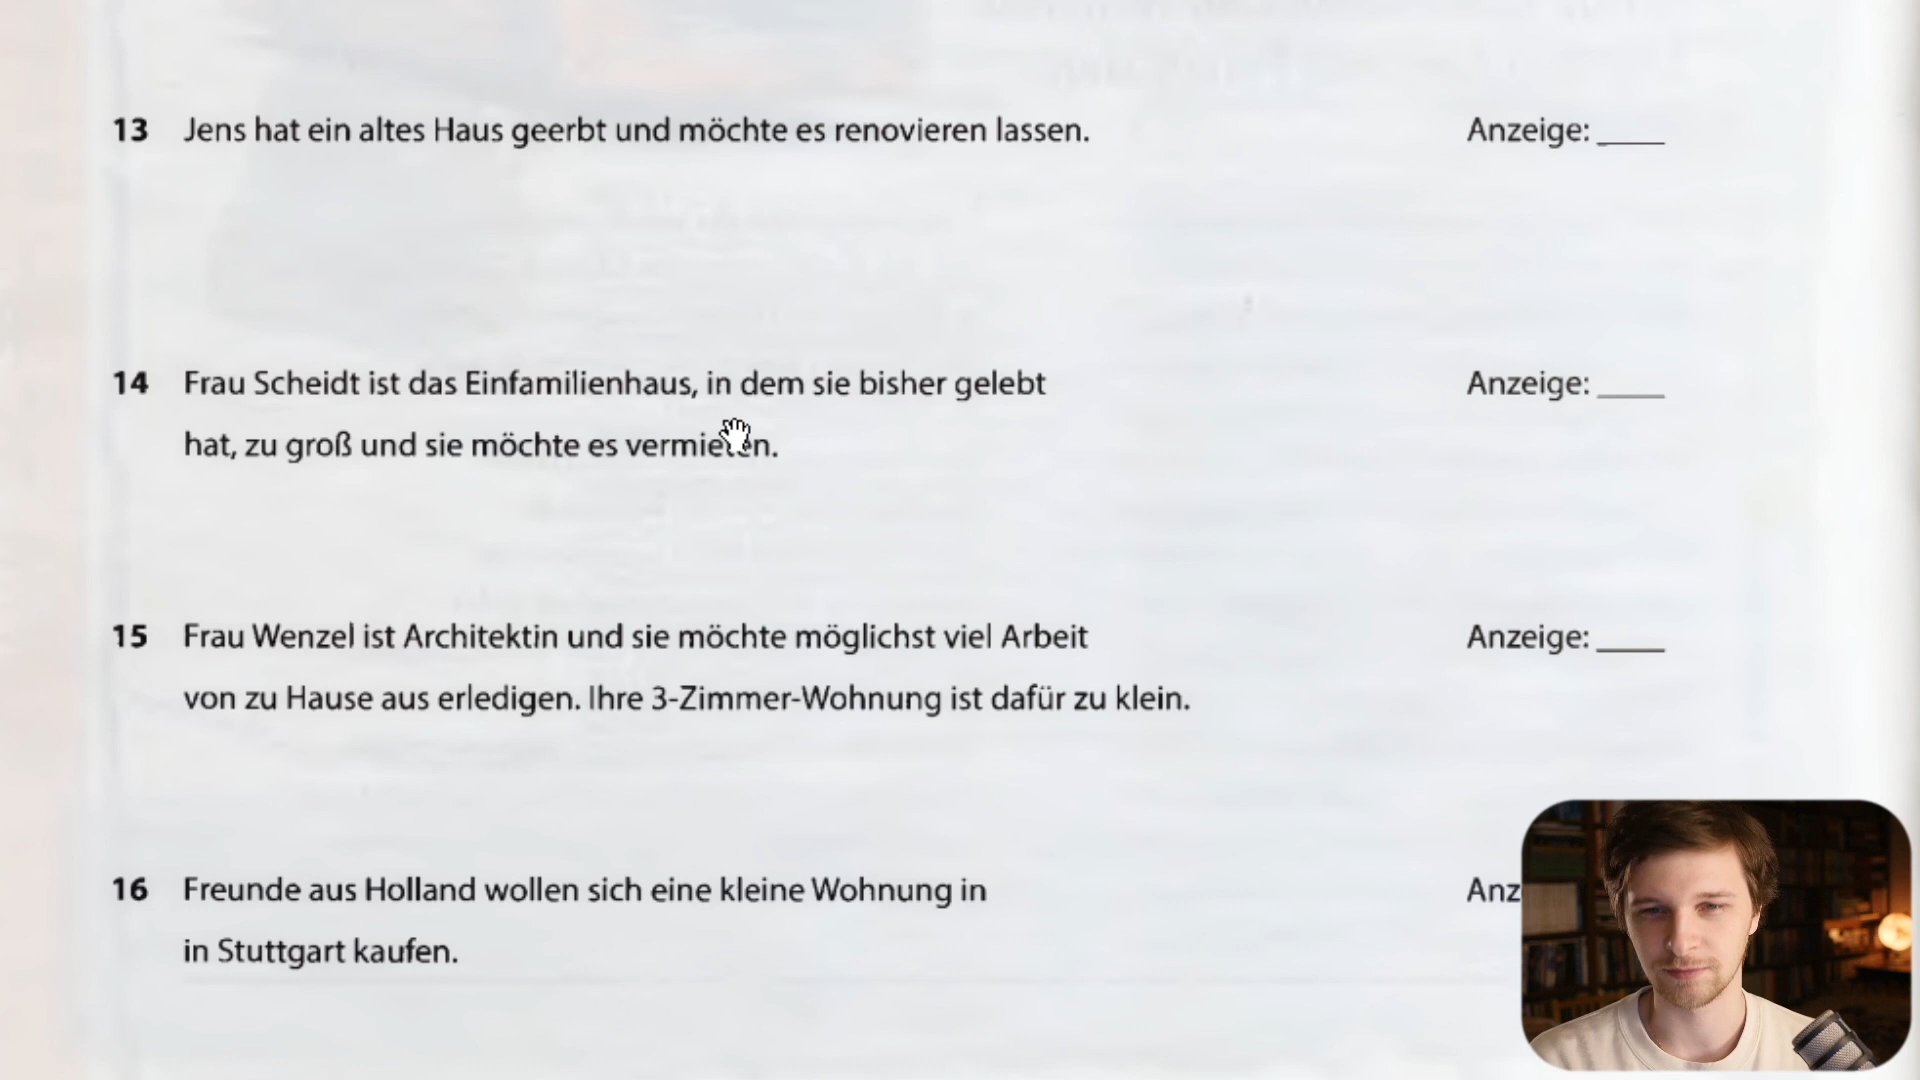 13 Jens hat ein altes Haus geerbt und möchte es renovieren lassen. Anzeige: ____
14 Frau Scheidt ist das Einfamilienhaus, in dem sie bisher gelebt Anzeige: ____
hat, zu groß und sie möchte es vermieten.
15 Frau Wenzel ist Architektin und sie möchte möglichst viel Arbeit Anzeige: ____
von zu Hause aus erledigen. Ihre 3-Zimmer-Wohnung ist dafür zu klein.
16 Freunde aus Holland wollen sich eine kleine Wohnung in Anz
in Stuttgart kaufen.